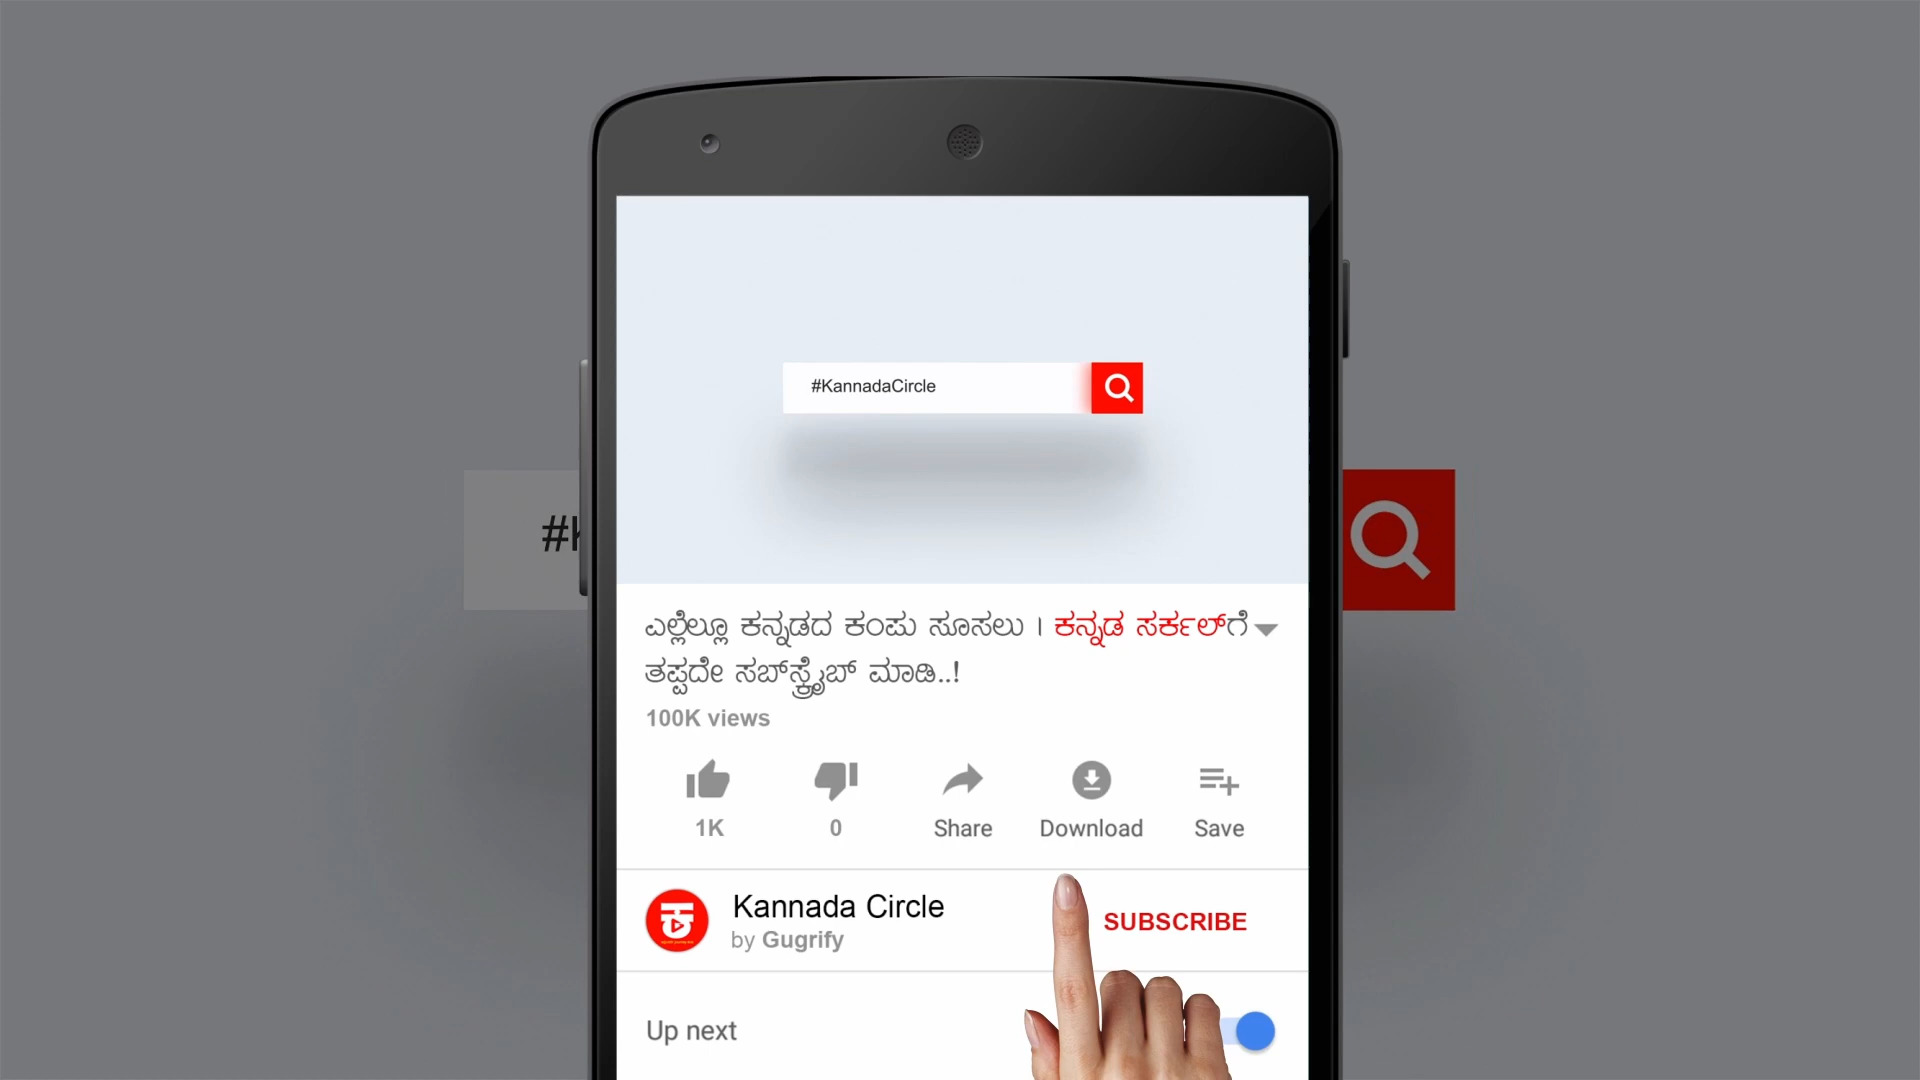 #KannadaCircle
#K
ಎಲ್ಲೆಲ್ಲೂ ಕನ್ನಡದ ಕಂಪು ಸೂಸಲು । ಕನ್ನಡ ಸರ್ಕಲ್‌ಗೆ
ತಪ್ಪದೇ ಸಬ್‌ಸ್ಕ್ರೈಬ್ ಮಾಡಿ..!
100K views
1K 0 Share Download Save
Kannada Circle
by Gugrify
SUBSCRIBE
Up next